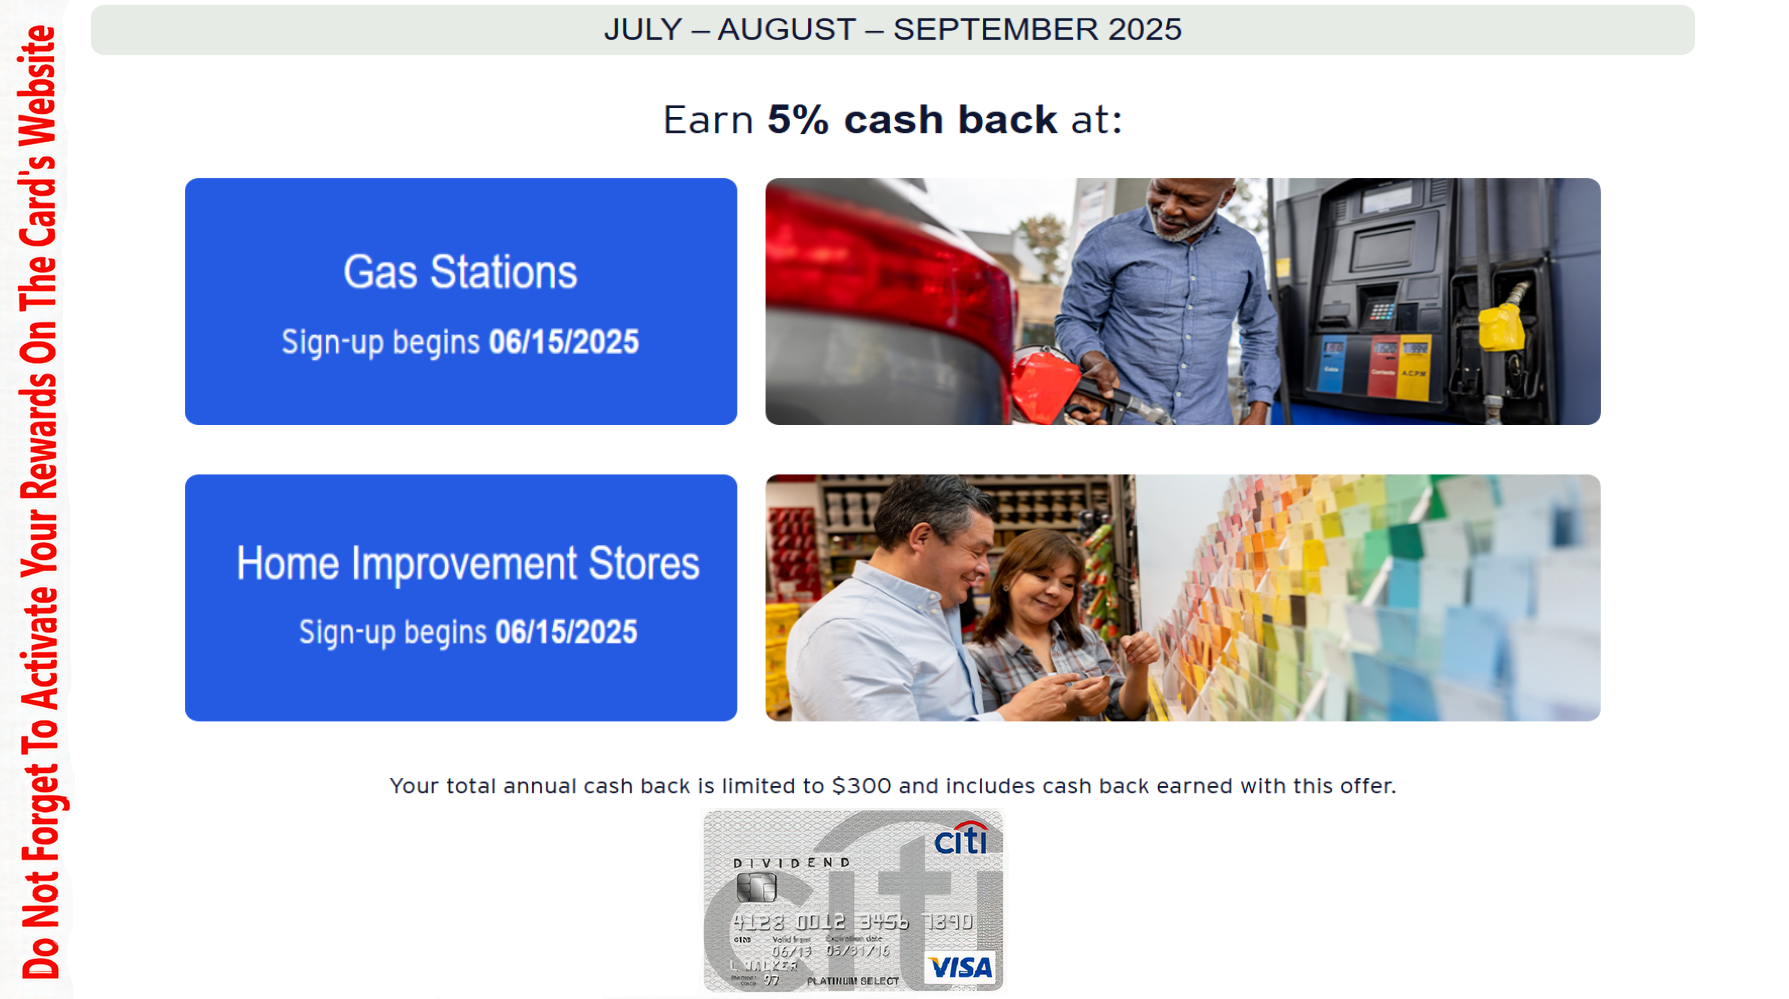 JULY – AUGUST – SEPTEMBER 2025
Earn 5% cash back at:
Gas Stations
Sign-up begins 06/15/2025
Home Improvement Stores
Sign-up begins 06/15/2025
Your total annual cash back is limited to $300 and includes cash back earned with this offer.
citi
DIVIDEND
citi
4128 0012 3456 7890
Valid from Expiration date
06/13 05/31/16
L WALKER
97 PLATINUM SELECT
VISA
Do Not Forget To Activate Your Rewards On The Card's Website